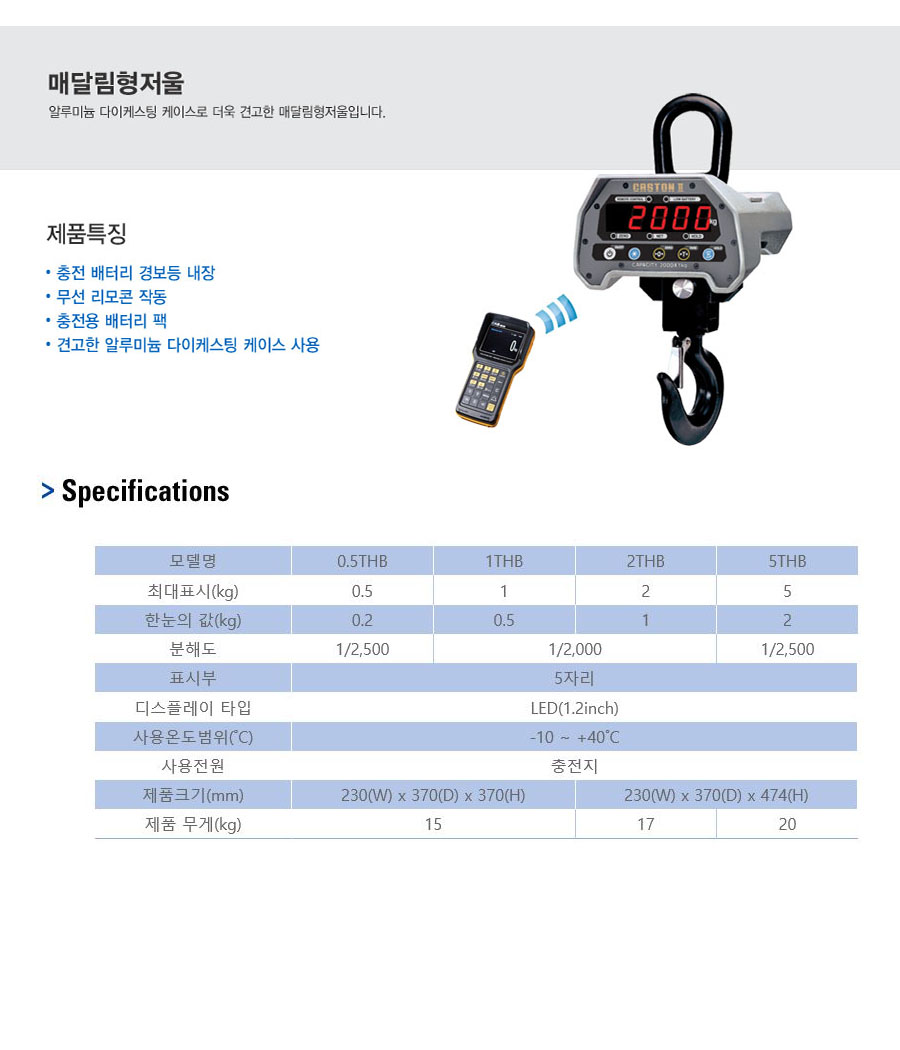 매달림형저울
알루미늄 다이케스팅 케이스로 더욱 견고한 매달림형저울입니다.
CASTON II
REMOTE CONTROL LOW BATTERY
2000 kg
ZERO NET HOLD
CAPACITY 2000 X 1kg
0
제품특징
• 충전 배터리 경보등 내장
• 무선 리모콘 작동
• 충전용 배터리 팩
• 견고한 알루미늄 다이케스팅 케이스 사용
> Specifications
모델명 0.5THB 1THB 2THB 5THB
최대표시(kg) 0.5 1 2 5
한눈의 값(kg) 0.2 0.5 1 2
분해도 1/2,500 1/2,000 1/2,500
표시부 5자리
디스플레이 타입 LED(1.2inch)
사용온도범위(˚C) -10 ~ +40˚C
사용전원 충전지
제품크기(mm) 230(W) x 370(D) x 370(H) 230(W) x 370(D) x 474(H)
제품 무게(kg) 15 17 20